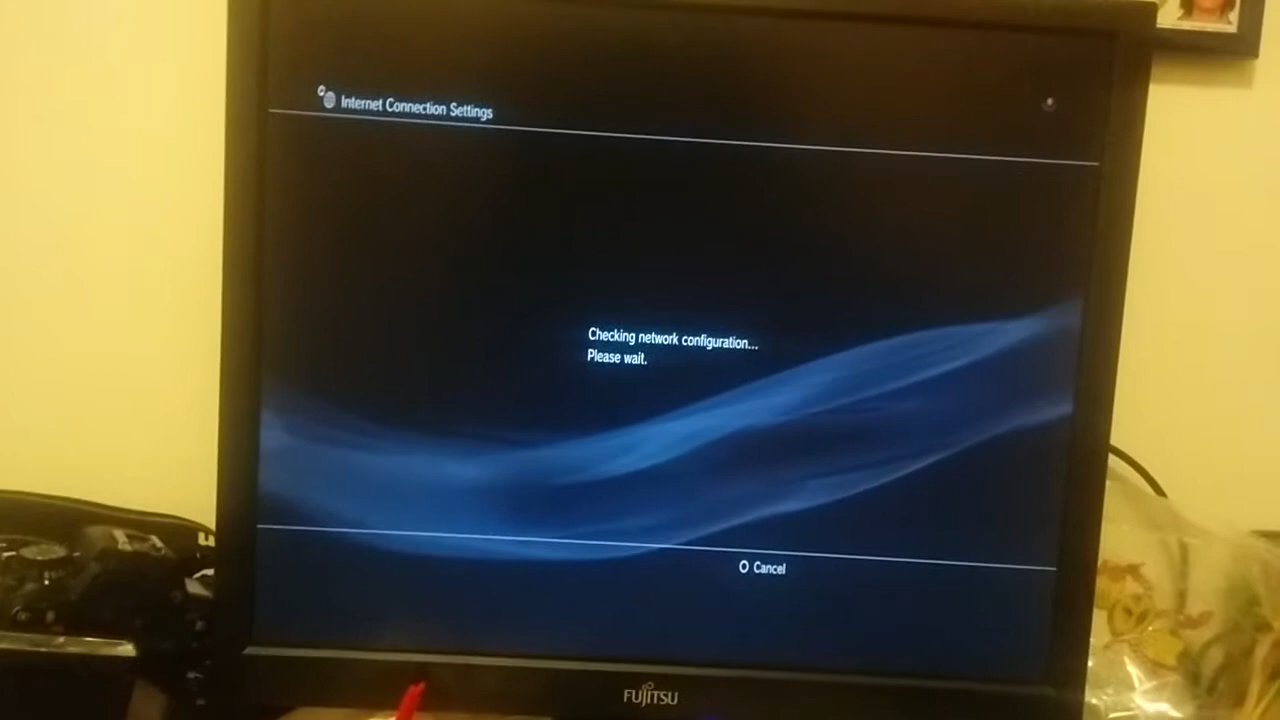 Internet Connection Settings
Checking network configuration...
Please wait.
O Cancel
FUJITSU